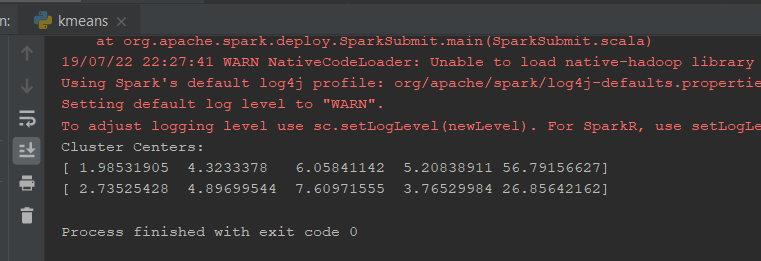 n:
kmeans ×
at org.apache.spark.deploy.SparkSubmit.main(SparkSubmit.scala)
19/07/22 22:27:41 WARN NativeCodeLoader: Unable to load native-hadoop library
Using Spark's default log4j profile: org/apache/spark/log4j-defaults.propertie
Setting default log level to "WARN".
To adjust logging level use sc.setLogLevel(newLevel). For SparkR, use setLogLe
Cluster Centers:
[ 1.98531905  4.3233378   6.05841142  5.20838911 56.79156627]
[ 2.73525428  4.89699544  7.60971555  3.76529984 26.85642162]
Process finished with exit code 0